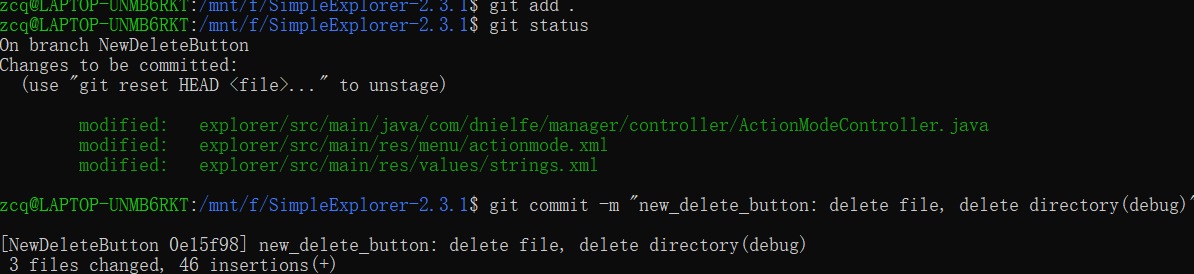 zcq@LAPTOP-UNMB6RKT:/mnt/f/SimpleExplorer-2.3.1$ git add .
zcq@LAPTOP-UNMB6RKT:/mnt/f/SimpleExplorer-2.3.1$ git status
On branch NewDeleteButton
Changes to be committed:
  (use "git reset HEAD <file>..." to unstage)
        modified:   explorer/src/main/java/com/dnielfe/manager/controller/ActionModeController.java
        modified:   explorer/src/main/res/menu/actionmode.xml
        modified:   explorer/src/main/res/values/strings.xml
zcq@LAPTOP-UNMB6RKT:/mnt/f/SimpleExplorer-2.3.1$ git commit -m "new_delete_button: delete file, delete directory(debug)"
[NewDeleteButton 0e15f98] new_delete_button: delete file, delete directory(debug)
 3 files changed, 46 insertions(+)